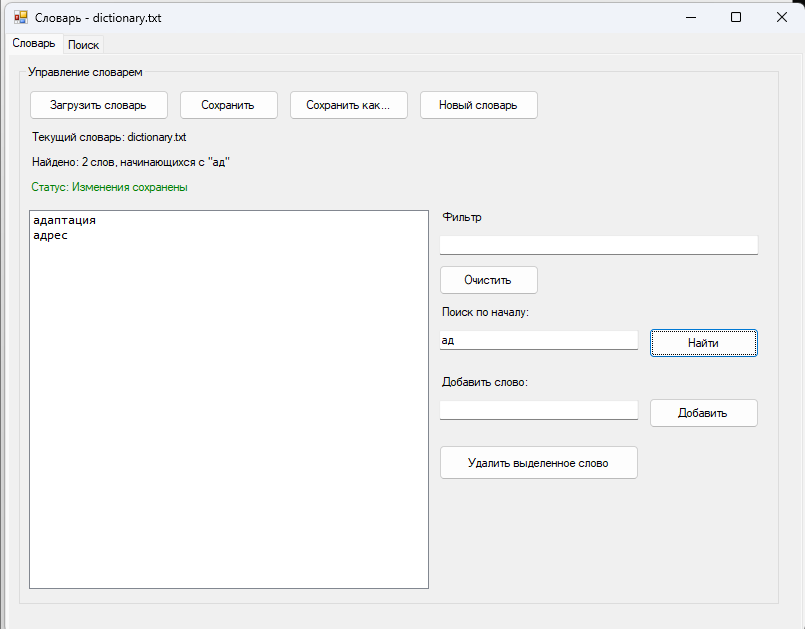 Словарь - dictionary.txt
Словарь Поиск
Управление словарем
Загрузить словарь Сохранить Сохранить как... Новый словарь
Текущий словарь: dictionary.txt
Найдено: 2 слов, начинающихся с "ад"
Статус: Изменения сохранены
адаптация
адрес
Фильтр
Очистить
Поиск по началу:
ад Найти
Добавить слово:
Добавить
Удалить выделенное слово